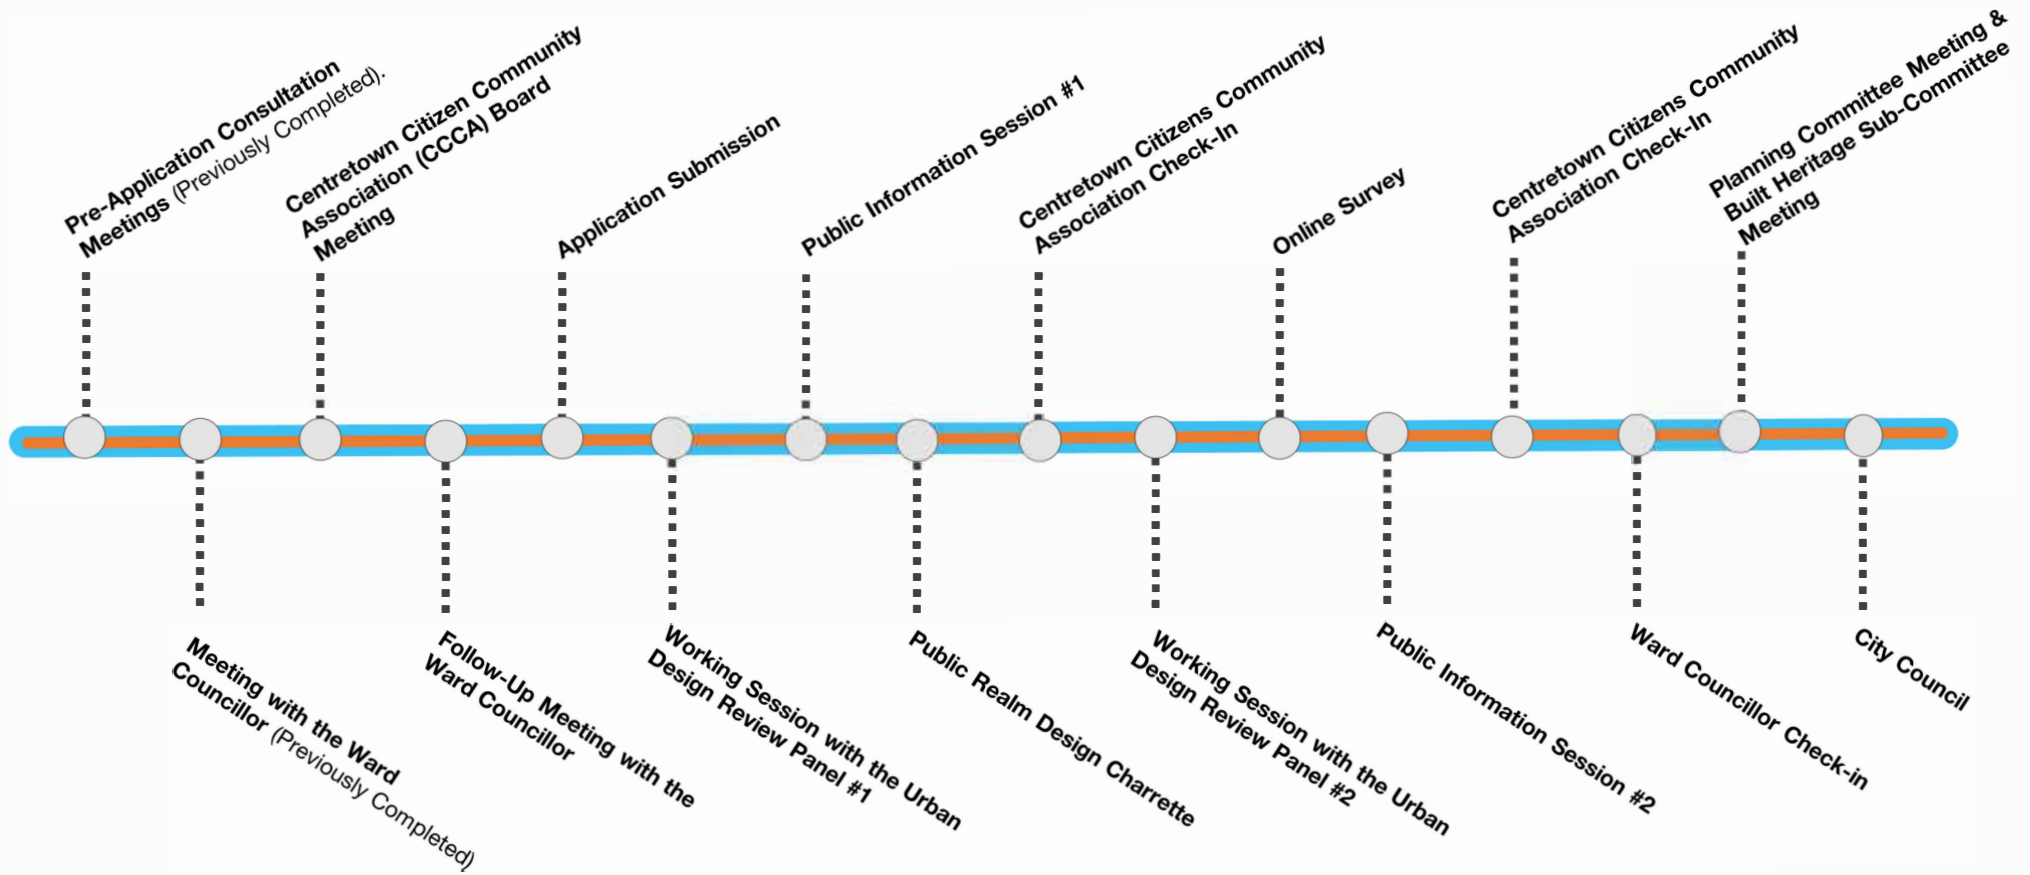 Pre-Application Consultation
Meetings (Previously Completed).
Centretown Citizen Community
Association (CCCA) Board
Meeting
Application Submission
Public Information Session #1
Centretown Citizens Community
Association Check-In
Online Survey
Centretown Citizens Community
Association Check-In
Planning Committee Meeting &
Built Heritage Sub-Committee
Meeting
Meeting with the Ward
Councillor (Previously Completed)
Follow-Up Meeting with the
Ward Councillor
Working Session with the Urban
Design Review Panel #1
Public Realm Design Charrette
Working Session with the Urban
Design Review Panel #2
Public Information Session #2
Ward Councillor Check-in
City Council